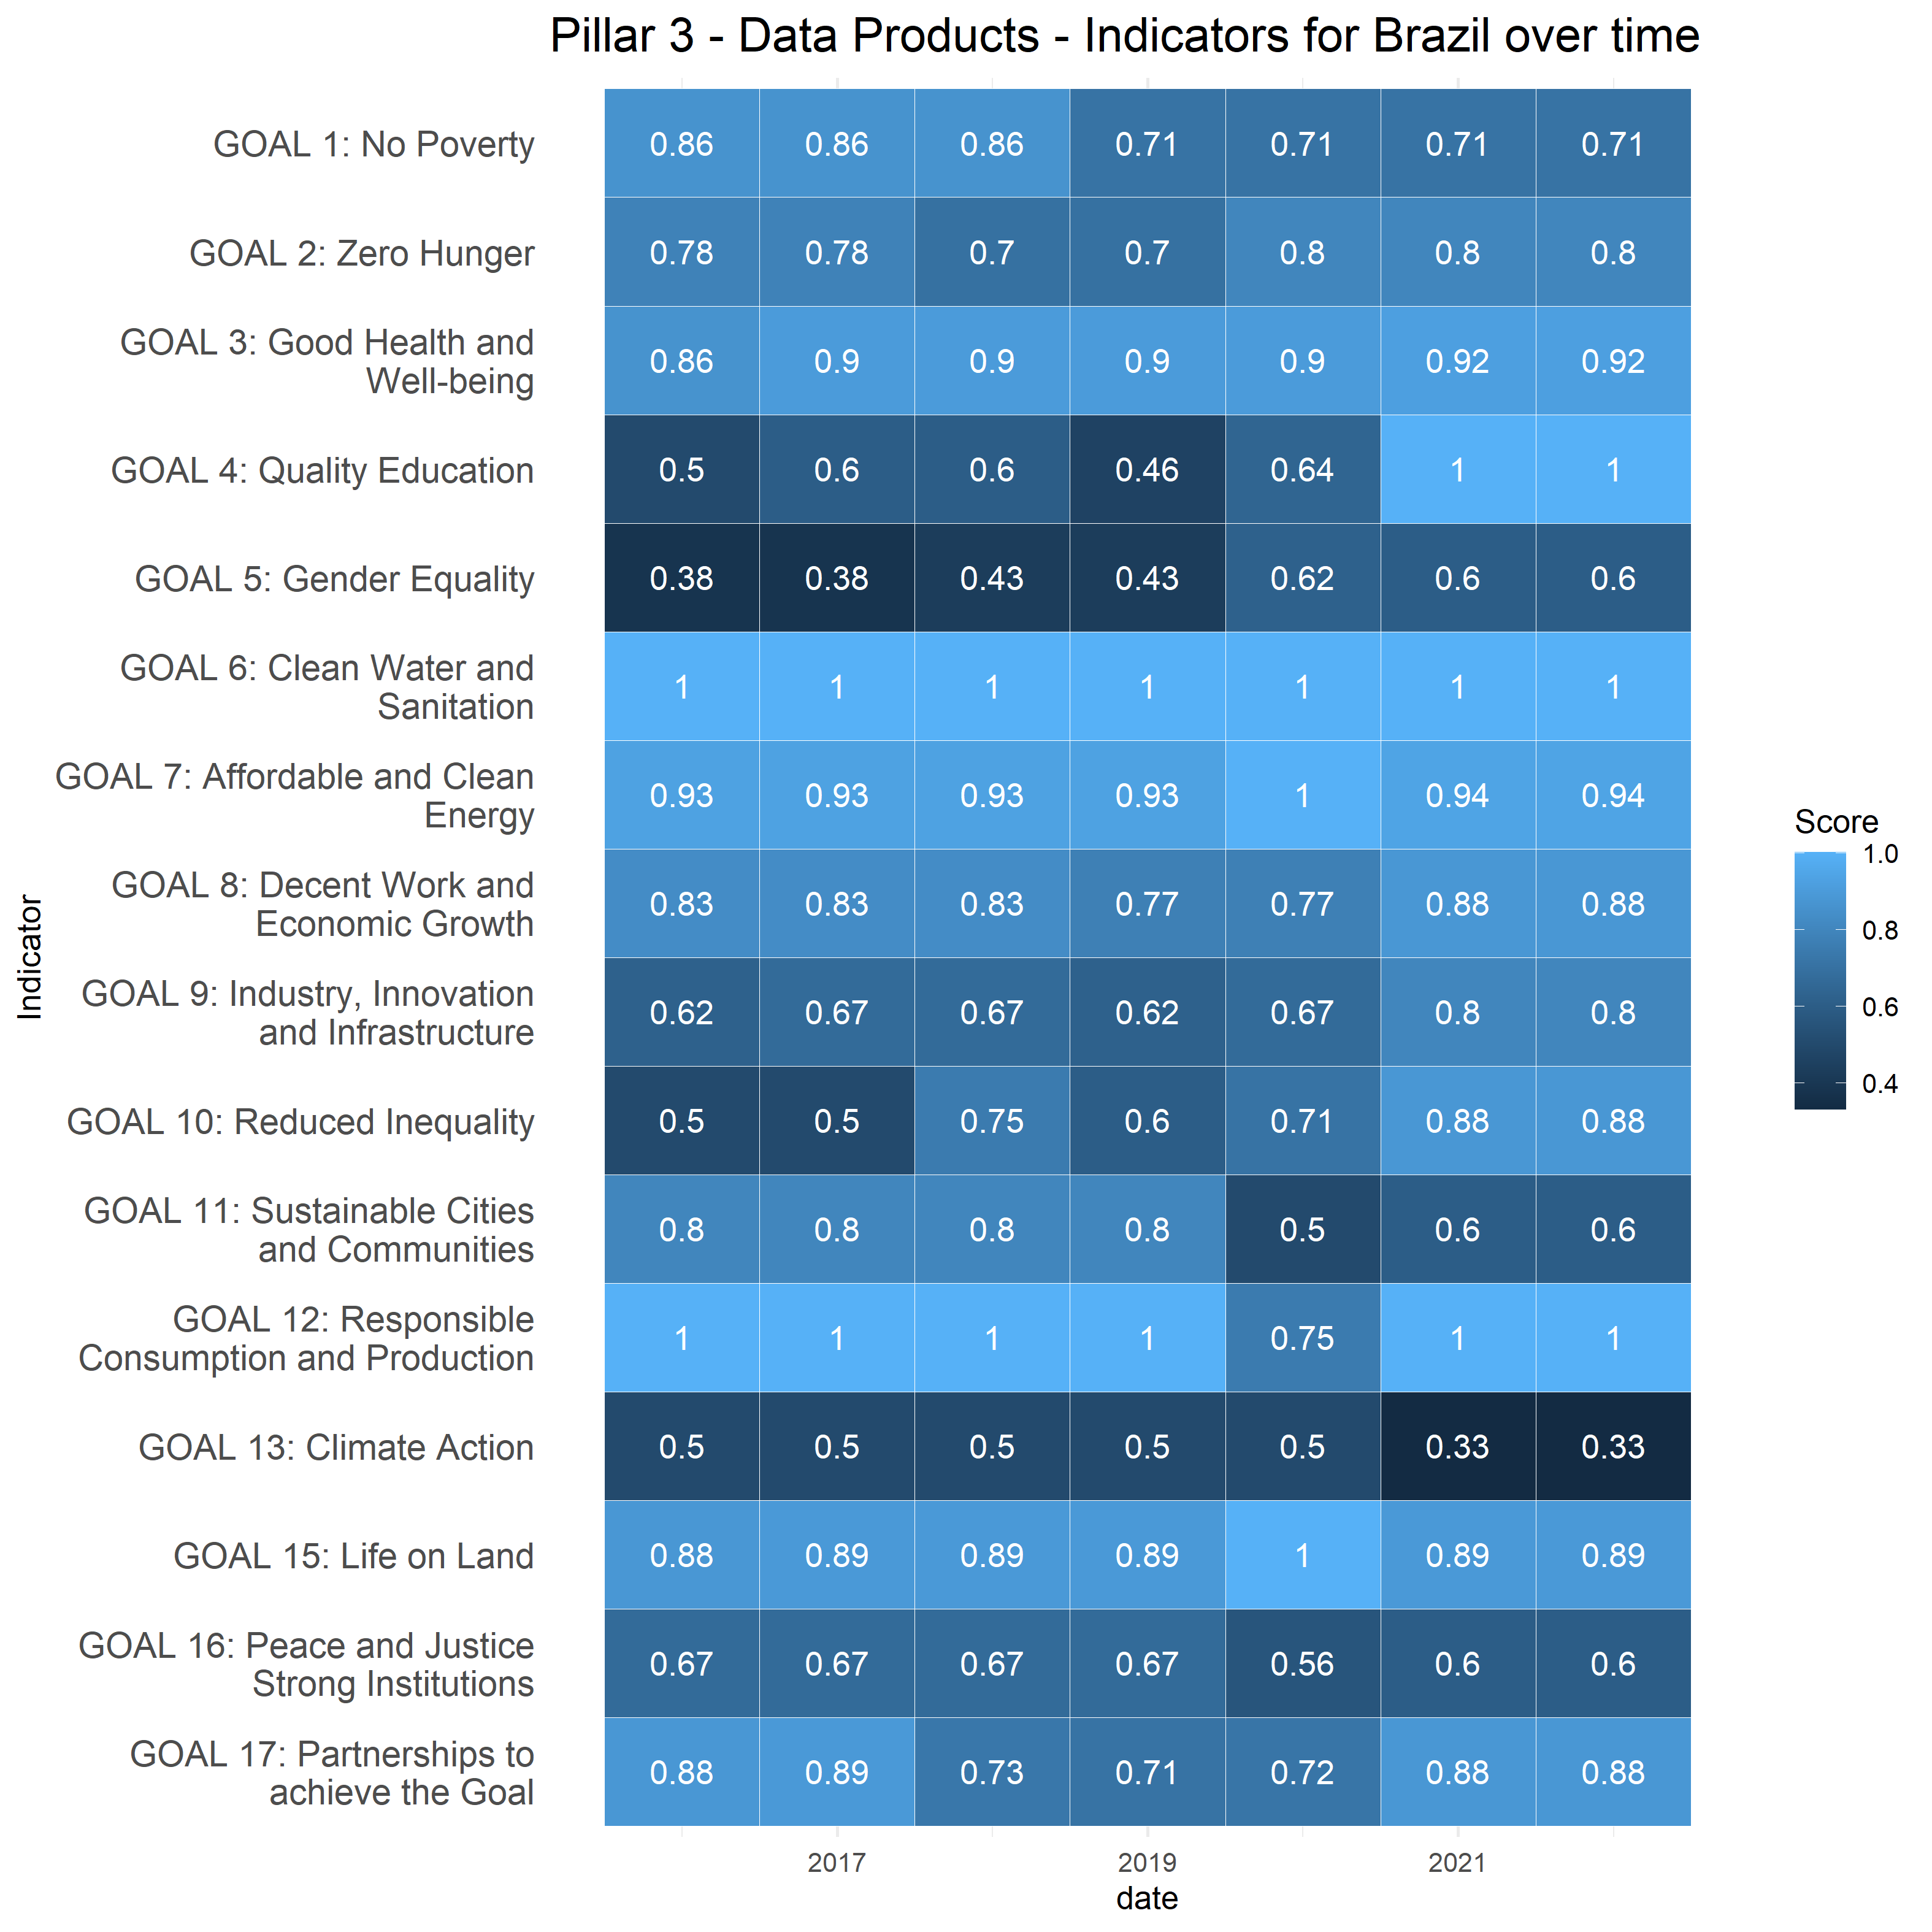 Pillar 3 - Data Products - Indicators for Brazil over time
GOAL 1: No Poverty
0.86 0.86 0.86 0.71 0.71 0.71 0.71
GOAL 2: Zero Hunger
0.78 0.78 0.7 0.7 0.8 0.8 0.8
GOAL 3: Good Health and
Well-being
0.86 0.9 0.9 0.9 0.9 0.92 0.92
GOAL 4: Quality Education
0.5 0.6 0.6 0.46 0.64 1 1
GOAL 5: Gender Equality
0.38 0.38 0.43 0.43 0.62 0.6 0.6
GOAL 6: Clean Water and
Sanitation
1 1 1 1 1 1 1
GOAL 7: Affordable and Clean
Energy
0.93 0.93 0.93 0.93 1 0.94 0.94
GOAL 8: Decent Work and
Economic Growth
0.83 0.83 0.83 0.77 0.77 0.88 0.88
GOAL 9: Industry, Innovation
and Infrastructure
0.62 0.67 0.67 0.62 0.67 0.8 0.8
GOAL 10: Reduced Inequality
0.5 0.5 0.75 0.6 0.71 0.88 0.88
GOAL 11: Sustainable Cities
and Communities
0.8 0.8 0.8 0.8 0.5 0.6 0.6
GOAL 12: Responsible
Consumption and Production
1 1 1 1 0.75 1 1
GOAL 13: Climate Action
0.5 0.5 0.5 0.5 0.5 0.33 0.33
GOAL 15: Life on Land
0.88 0.89 0.89 0.89 1 0.89 0.89
GOAL 16: Peace and Justice
Strong Institutions
0.67 0.67 0.67 0.67 0.56 0.6 0.6
GOAL 17: Partnerships to
achieve the Goal
0.88 0.89 0.73 0.71 0.72 0.88 0.88
2017 2019 2021
date
Indicator
Score
1.0
0.8
0.6
0.4